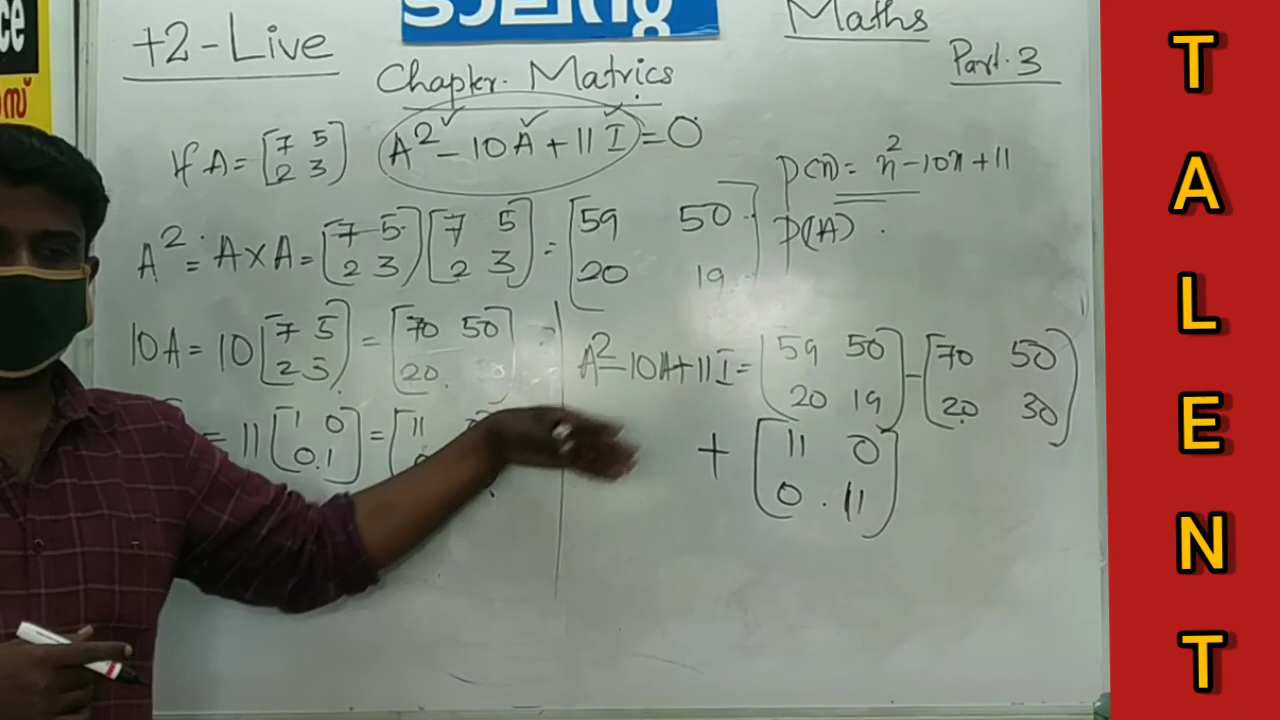 +2-Live
Maths
Chapter. Matrics
Part.3
If A = [7 5 2 3] A² - 10A + 11 I = 0
p(x) = x² - 10x + 11
A² = A × A = [7 5 2 3] [7 5 2 3] = [59 50 20 19]
p(A)
10A = 10 [7 5 2 3] = [70 50 20
= 11 [1 0 0 1] = [11
A² - 10A + 11I = [59 50 20 19] - [70 50 20 30]
+ [11 0 0 11]
TALENT